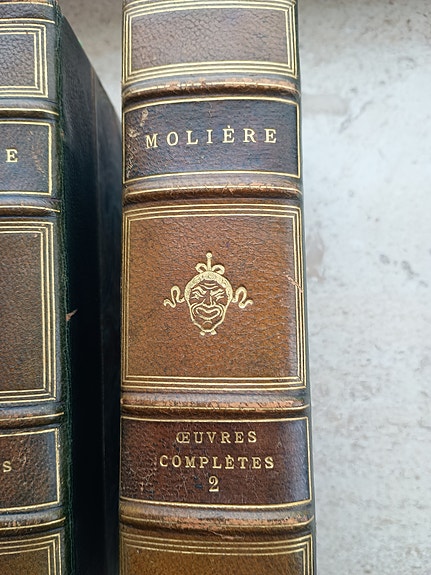 MOLIÈRE
ŒUVRES
COMPLÈTES
2
E
S